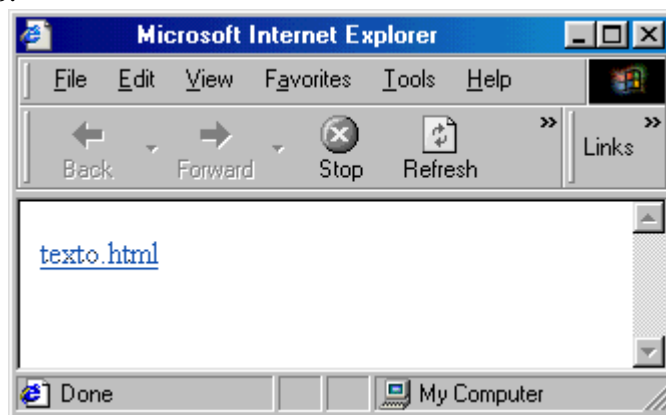 Microsoft Internet Explorer
File Edit View Favorites Tools Help
Back Forward Stop Refresh » Links »
texto.html
Done My Computer